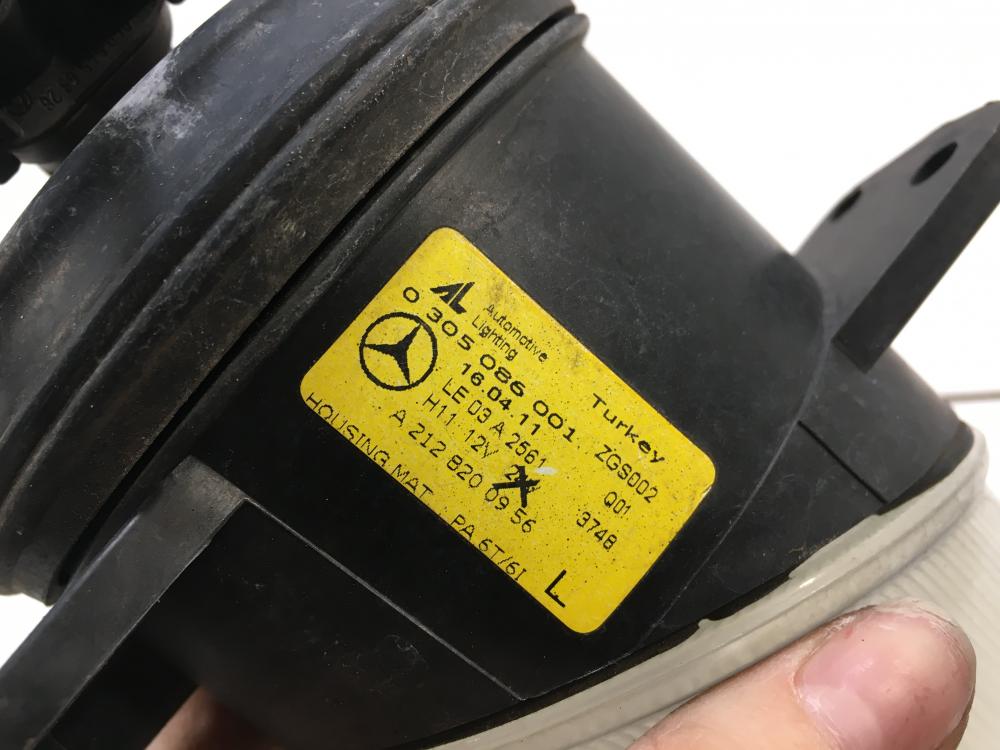 AL Automotive
Lighting
Turkey
0 305 086 001 ZGS002
16.04.11
LE 03 A 2561 Q01
H11 12V 3748
A 212 820 09 56
HOUSING MAT. PA 6T/6I
L